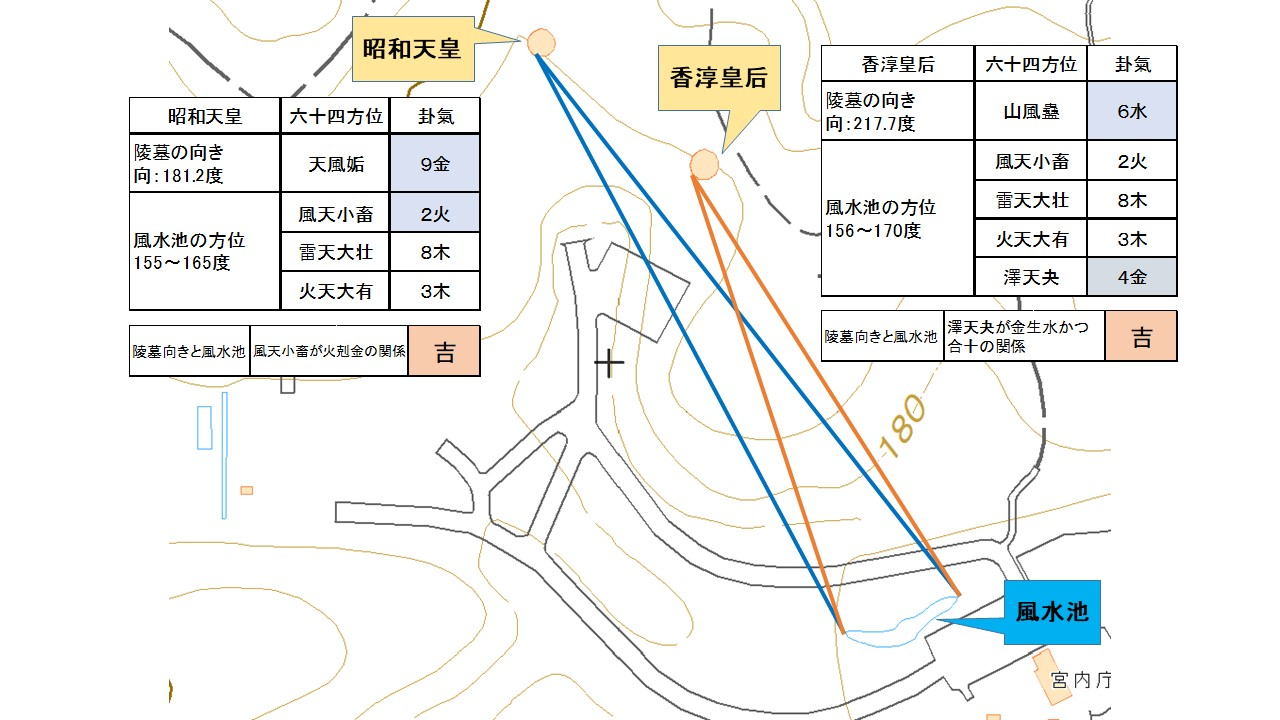 昭和天皇
香淳皇后
昭和天皇 六十四方位 卦氣
陵墓の向き
向：181.2度
天風姤 9金
風水池の方位
155～165度
風天小畜 2火
雷天大壮 8木
火天大有 3木
陵墓向きと風水池 風天小畜が火剋金の関係 吉
香淳皇后 六十四方位 卦氣
陵墓の向き
向：217.7度
山風蠱 6水
風水池の方位
156～170度
風天小畜 2火
雷天大壮 8木
火天大有 3木
澤天夬 4金
陵墓向きと風水池
澤天夬が金生水かつ
合十の関係
吉
180
風水池
宮内庁